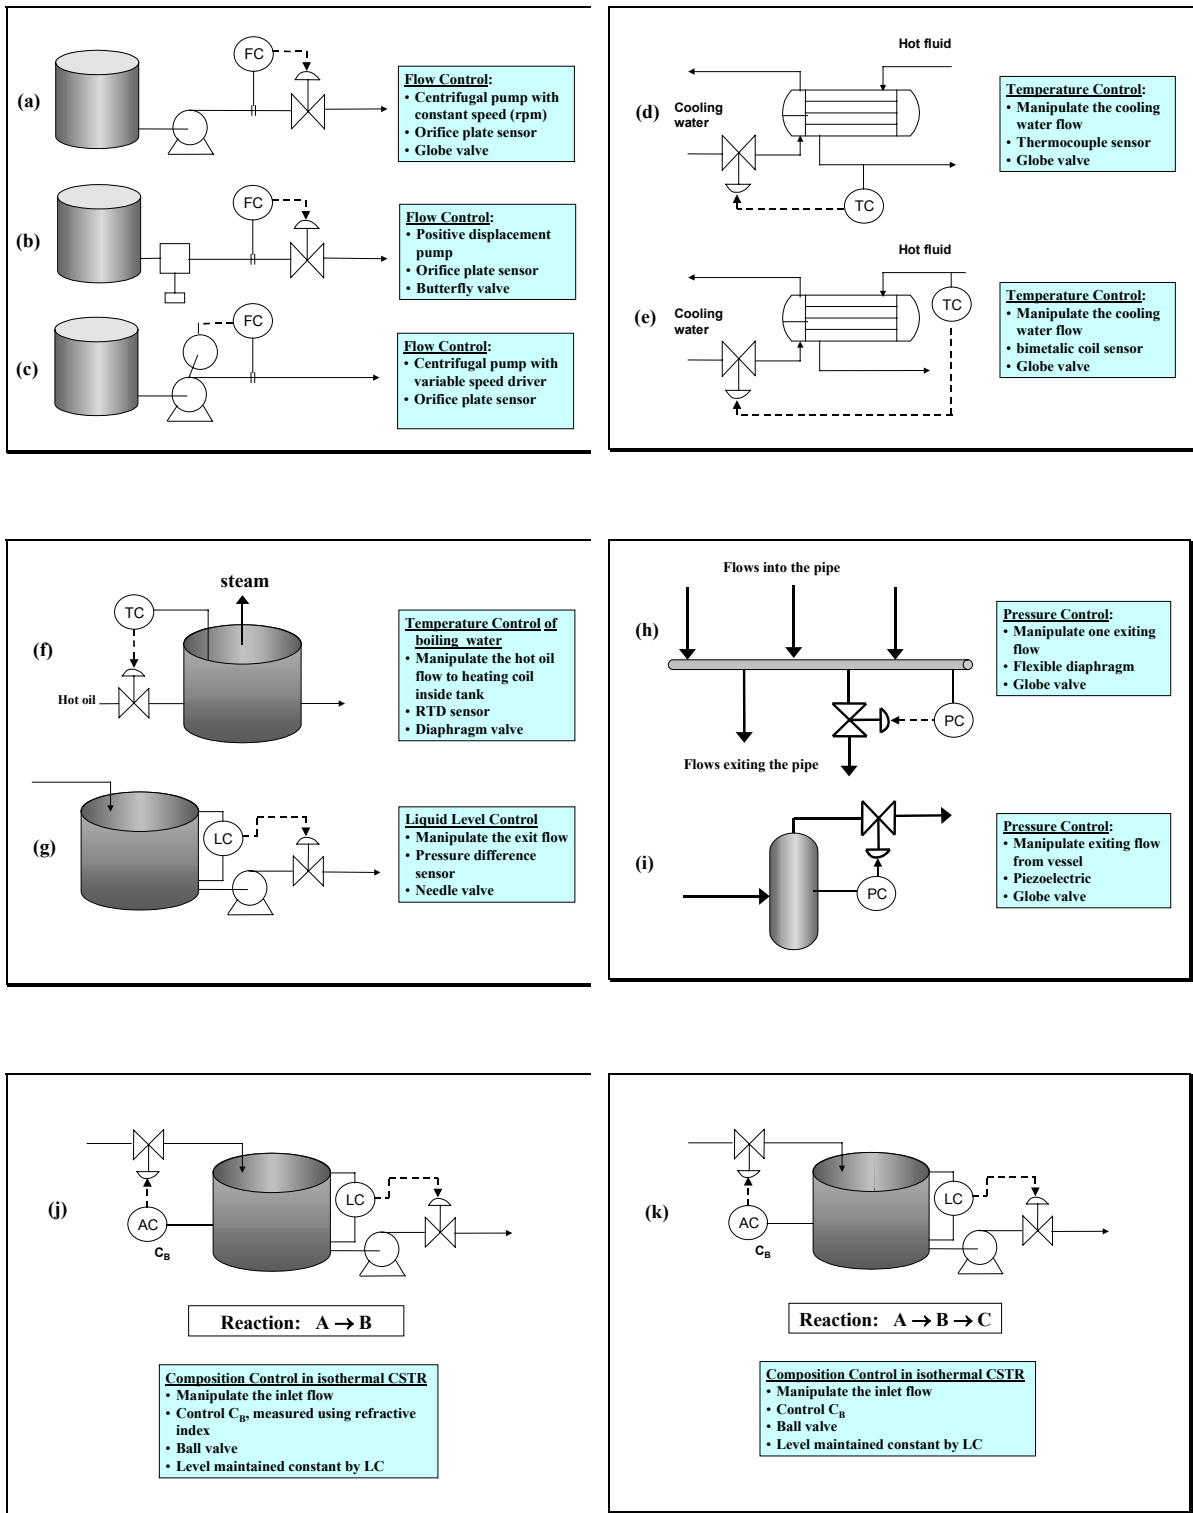 (a)
FC
Flow Control:
• Centrifugal pump with
constant speed (rpm)
• Orifice plate sensor
• Globe valve
(b)
FC
Flow Control:
• Positive displacement
pump
• Orifice plate sensor
• Butterfly valve
(c)
FC
Flow Control:
• Centrifugal pump with
variable speed driver
• Orifice plate sensor
Hot fluid
(d)
Cooling
water
TC
Temperature Control:
• Manipulate the cooling
water flow
• Thermocouple sensor
• Globe valve
Hot fluid
(e)
Cooling
water
TC
Temperature Control:
• Manipulate the cooling
water flow
• bimetalic coil sensor
• Globe valve
steam
TC
(f)
Hot oil
Temperature Control of
boiling water
• Manipulate the hot oil
flow to heating coil
inside tank
• RTD sensor
• Diaphragm valve
(g)
LC
Liquid Level Control
• Manipulate the exit flow
• Pressure difference
sensor
• Needle valve
Flows into the pipe
(h)
PC
Flows exiting the pipe
Pressure Control:
• Manipulate one exiting
flow
• Flexible diaphragm
• Globe valve
(i)
PC
Pressure Control:
• Manipulate exiting flow
from vessel
• Piezoelectric
• Globe valve
(j)
AC
CB
LC
Reaction: A → B
Composition Control in isothermal CSTR
• Manipulate the inlet flow
• Control CB, measured using refractive
index
• Ball valve
• Level maintained constant by LC
(k)
AC
CB
LC
Reaction: A → B → C
Composition Control in isothermal CSTR
• Manipulate the inlet flow
• Control CB
• Ball valve
• Level maintained constant by LC